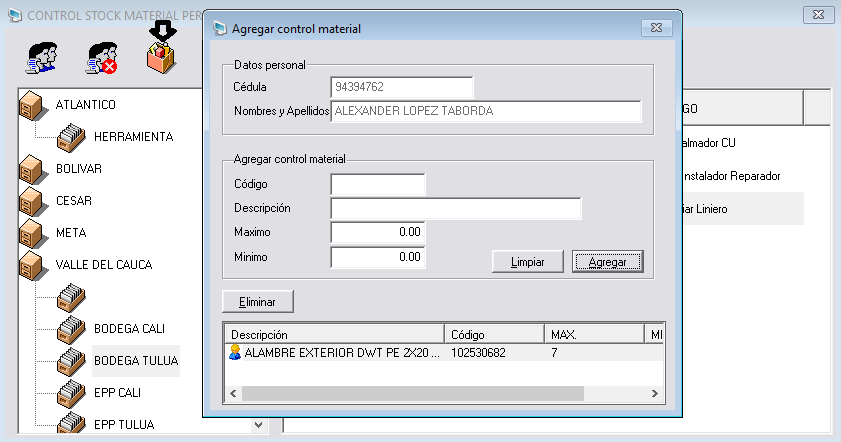 CONTROL STOCK MATERIAL PER
Agregar control material
Datos personal
Cédula 94394762
Nombres y Apellidos ALEXANDER LOPEZ TABORDA
Agregar control material
Código
Descripción
Maximo 0.00
Minimo 0.00
Limpiar Agregar
Eliminar
Descripción Código MAX. MI
ALAMBRE EXTERIOR DWT PE 2X20 ... 102530682 7
ATLANTICO
HERRAMIENTA
BOLIVAR
CESAR
META
VALLE DEL CAUCA
BODEGA CALI
BODEGA TULUA
EPP CALI
EPP TULUA
GO
almador CU
Instalador Reparador
iar Liniero